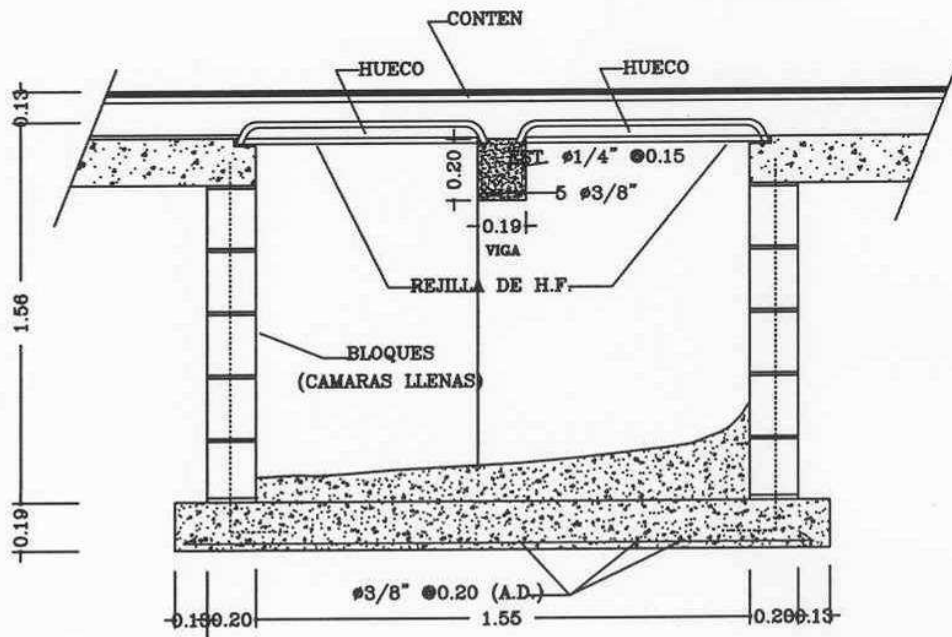 CONTEN
HUECO
HUECO
0.13
0.20
EST. ø1/4" @0.15
5 ø3/8"
0.19
VIGA
REJILLA DE H.F.
1.56
BLOQUES
(CAMARAS LLENAS)
0.19
ø3/8" @0.20 (A.D.)
0.13 0.20 1.55 0.20 0.13